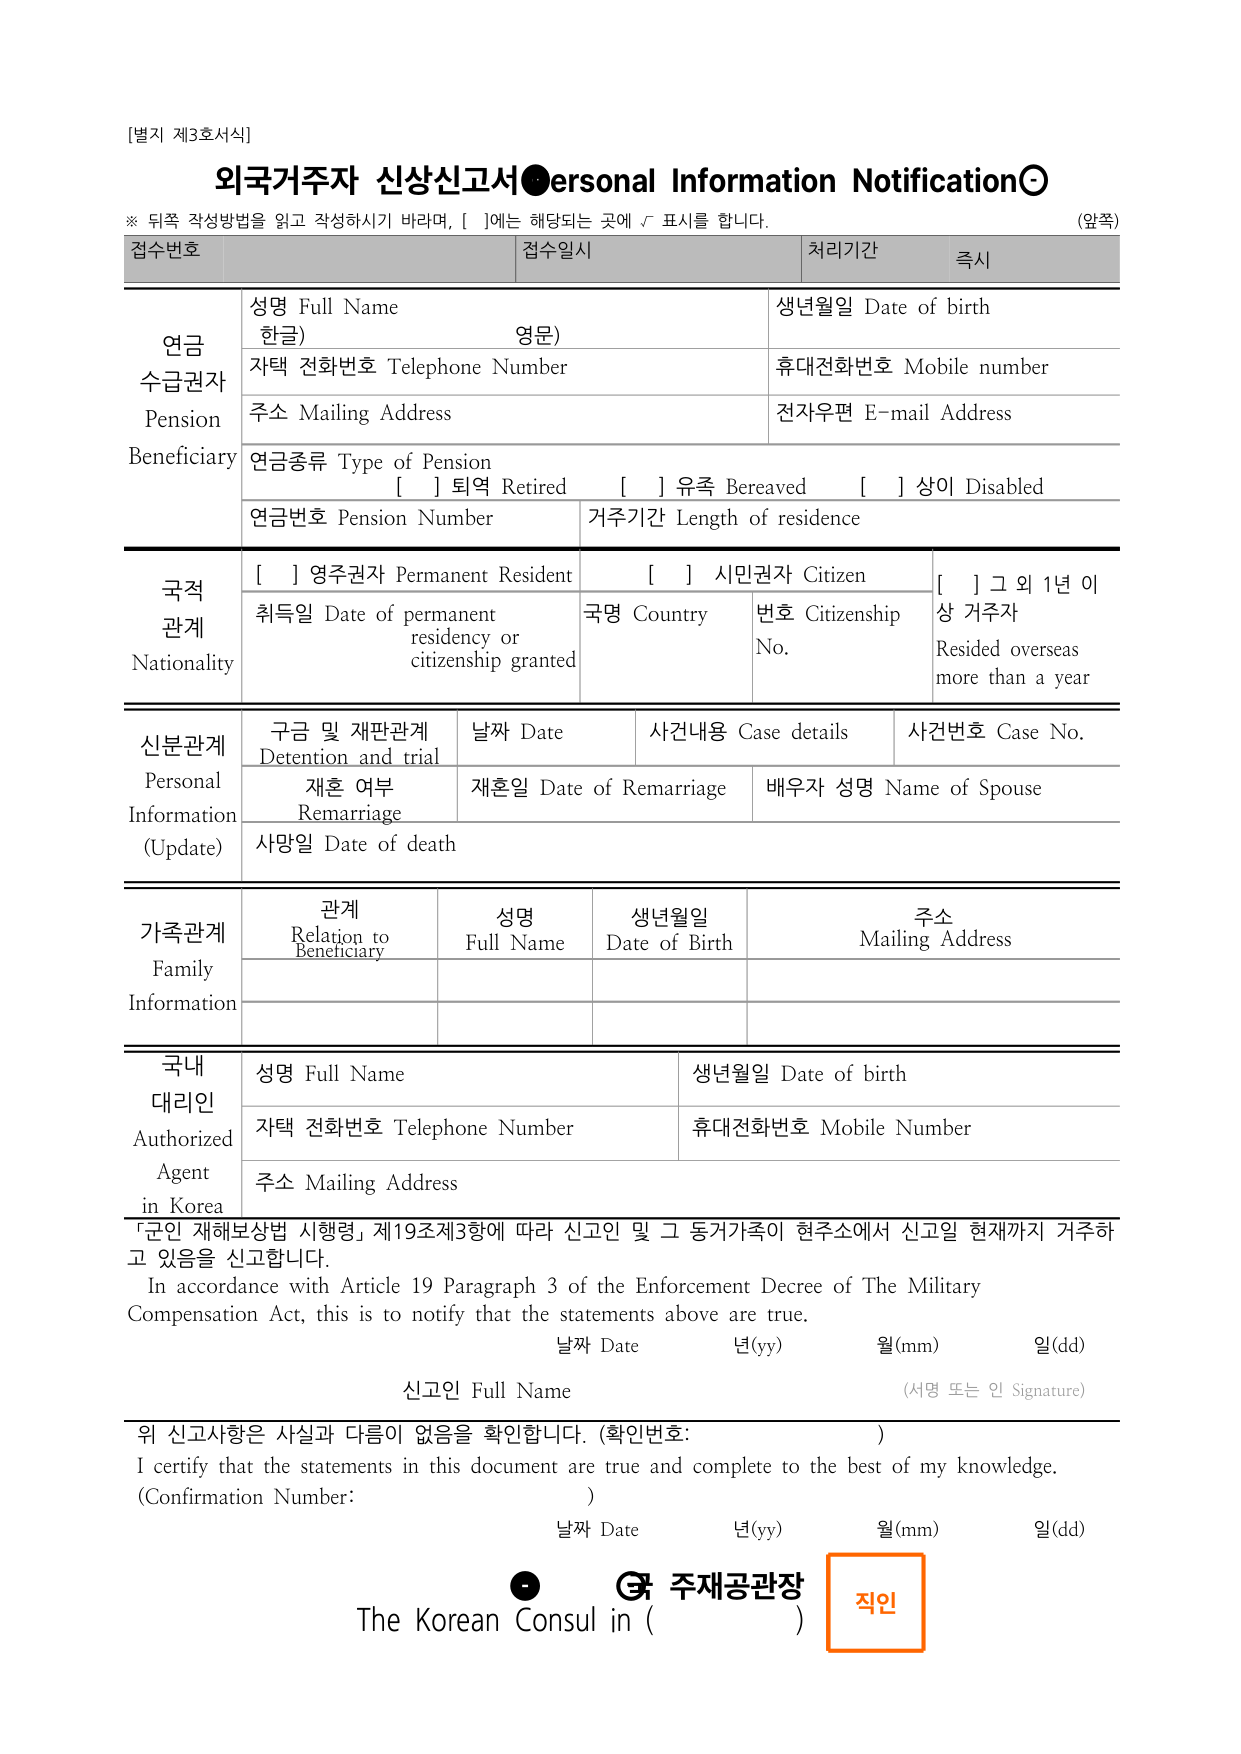 [별지 제3호서식]
외국거주자 신상신고서(Personal Information Notification)
※ 뒤쪽 작성방법을 읽고 작성하시기 바라며, [ ]에는 해당되는 곳에 √ 표시를 합니다. (앞쪽)
접수번호 접수일시 처리기간 즉시
연금
수급권자
Pension
Beneficiary
성명 Full Name
한글) 영문)
생년월일 Date of birth
자택 전화번호 Telephone Number
휴대전화번호 Mobile number
주소 Mailing Address
전자우편 E-mail Address
연금종류 Type of Pension
[ ] 퇴역 Retired [ ] 유족 Bereaved [ ] 상이 Disabled
연금번호 Pension Number
거주기간 Length of residence
국적
관계
Nationality
[ ] 영주권자 Permanent Resident
[ ] 시민권자 Citizen
[ ] 그 외 1년 이
상 거주자
Resided overseas
more than a year
취득일 Date of permanent
residency or
citizenship granted
국명 Country
번호 Citizenship
No.
신분관계
Personal
Information
(Update)
구금 및 재판관계
Detention and trial
날짜 Date
사건내용 Case details
사건번호 Case No.
재혼 여부
Remarriage
재혼일 Date of Remarriage
배우자 성명 Name of Spouse
사망일 Date of death
가족관계
Family
Information
관계
Relation to
Beneficiary
성명
Full Name
생년월일
Date of Birth
주소
Mailing Address
국내
대리인
Authorized
Agent
in Korea
성명 Full Name
생년월일 Date of birth
자택 전화번호 Telephone Number
휴대전화번호 Mobile Number
주소 Mailing Address
「군인 재해보상법 시행령」 제19조제3항에 따라 신고인 및 그 동거가족이 현주소에서 신고일 현재까지 거주하
고 있음을 신고합니다.
In accordance with Article 19 Paragraph 3 of the Enforcement Decree of The Military
Compensation Act, this is to notify that the statements above are true.
날짜 Date 년(yy) 월(mm) 일(dd)
신고인 Full Name (서명 또는 인 Signature)
위 신고사항은 사실과 다름이 없음을 확인합니다. (확인번호: )
I certify that the statements in this document are true and complete to the best of my knowledge.
(Confirmation Number: )
날짜 Date 년(yy) 월(mm) 일(dd)
국 주재공관장
The Korean Consul in ( )
직인